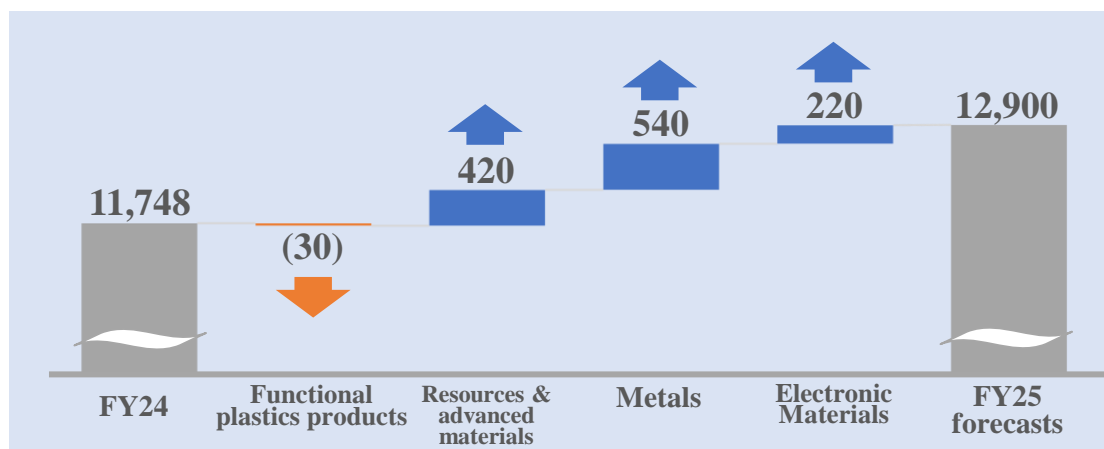 11,748
(30)
420
540
220
12,900
FY24
Functional
plastics products
Resources &
advanced
materials
Metals
Electronic
Materials
FY25
forecasts